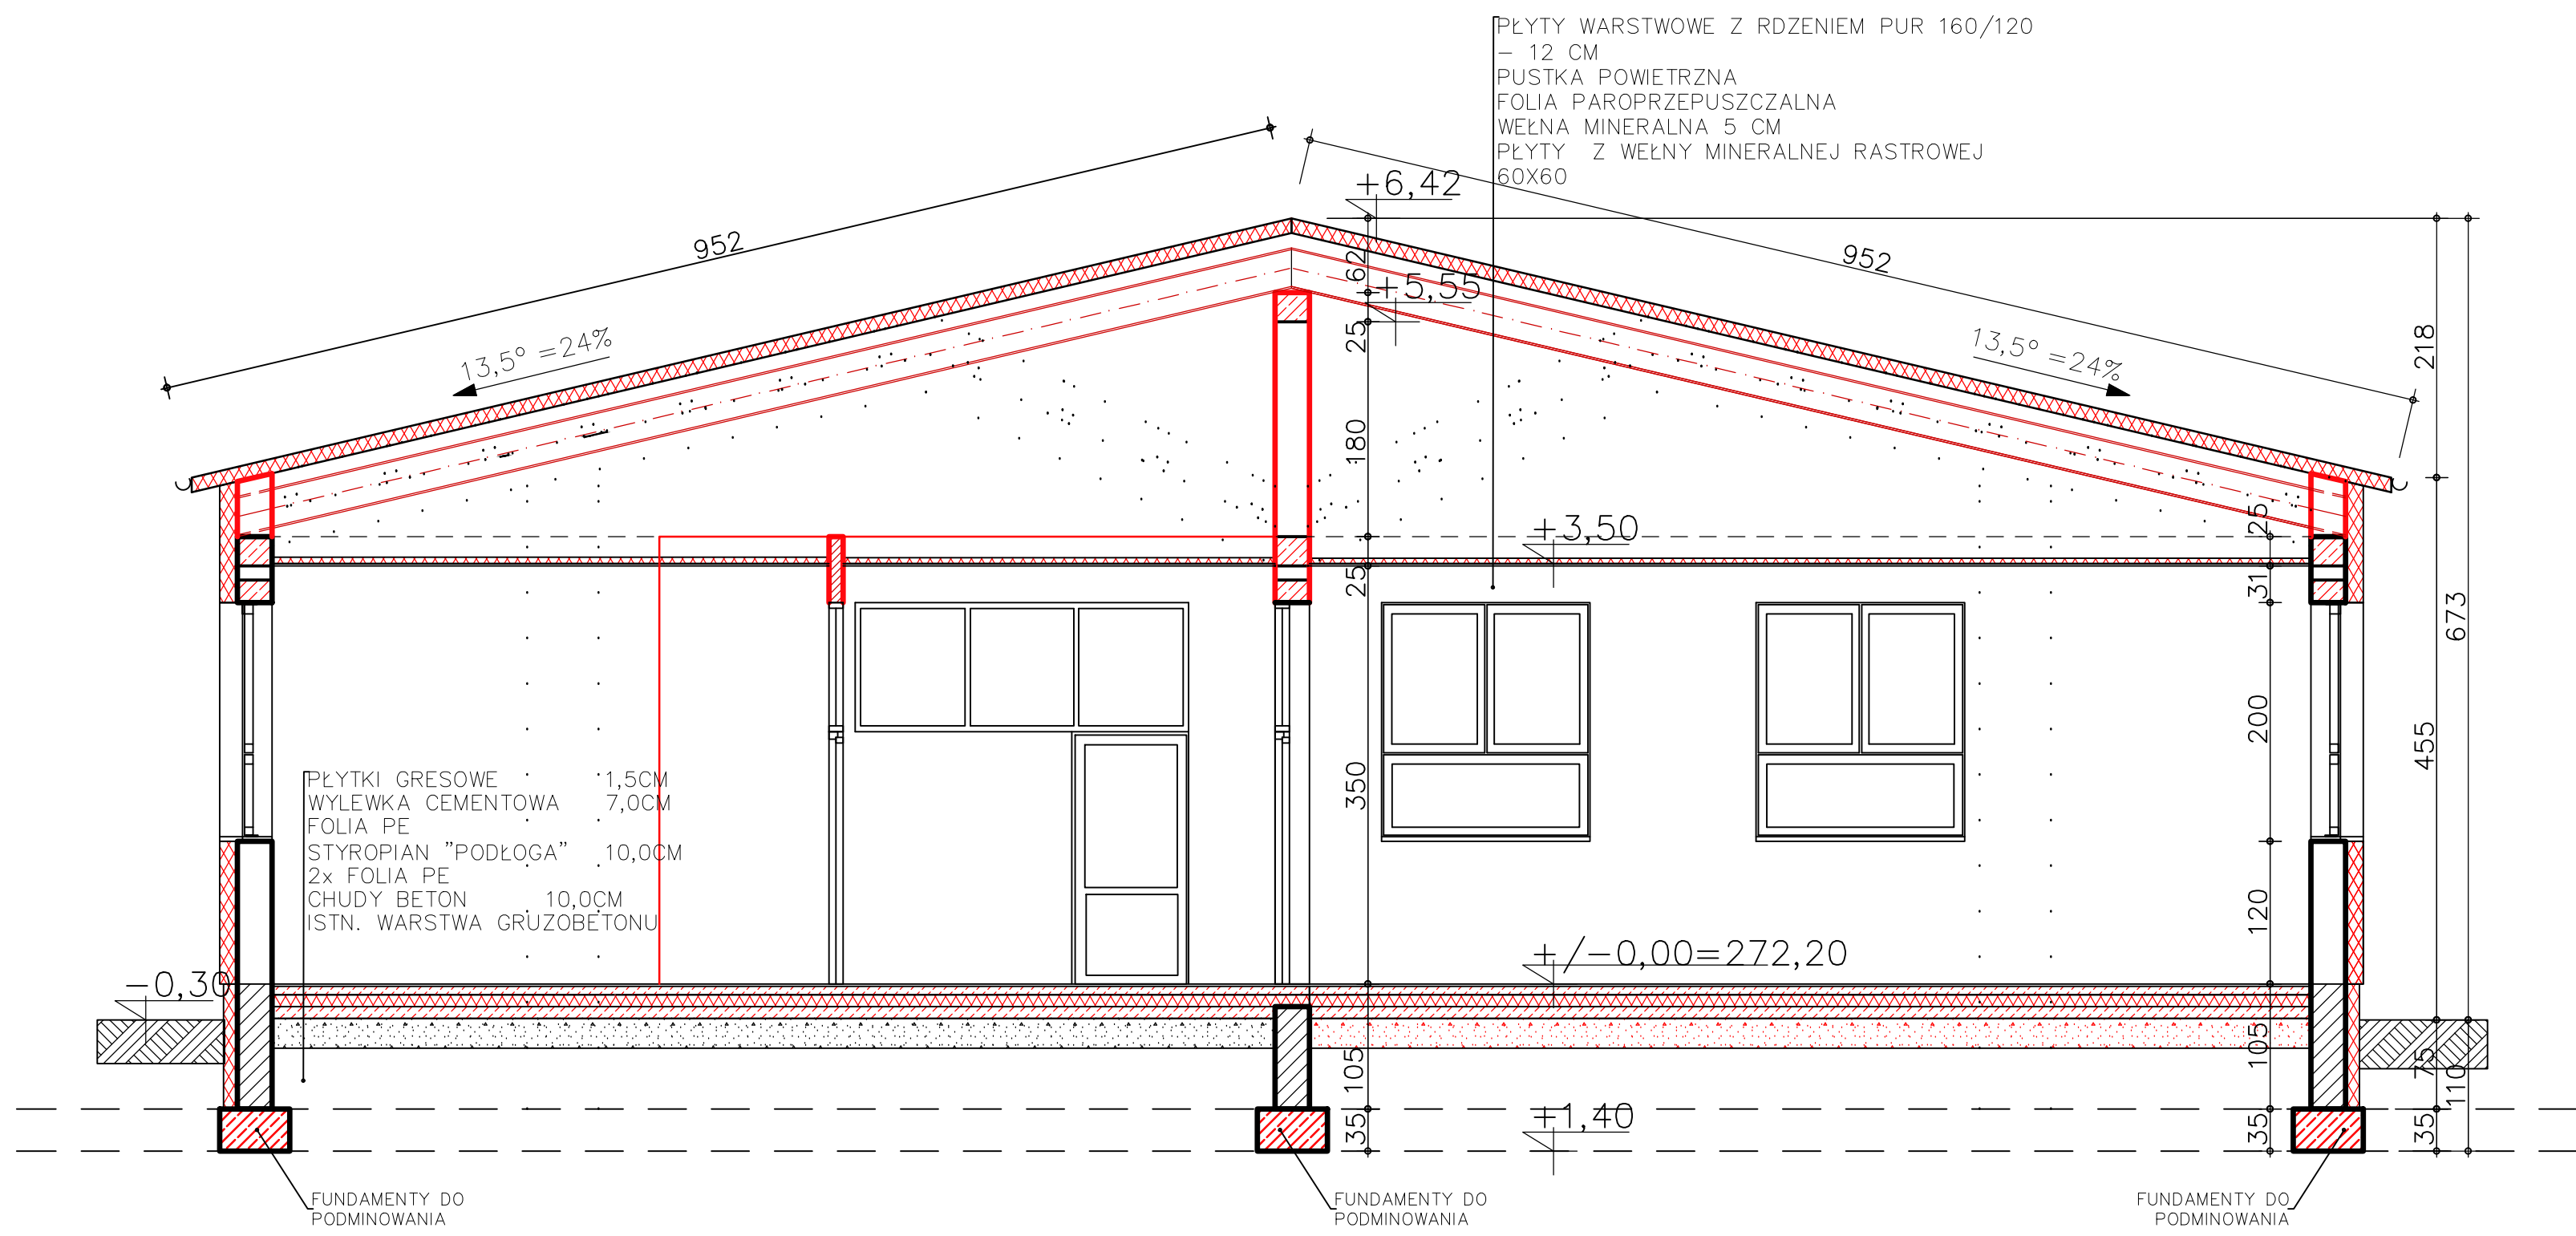 PŁYTY WARSTWOWE Z RDZENIEM PUR 160/120
- 12 CM
PUSTKA POWIETRZNA
FOLIA PAROPRZEPUSZCZALNA
WEŁNA MINERALNA 5 CM
PŁYTY Z WEŁNY MINERALNEJ RASTROWEJ
60X60
+6,42
952
952
62
+5,55
25
13,5° =24%
13,5° =24%
218
180
+3,50
25
25
31
673
200
455
350
PŁYTKI GRESOWE 1,5CM
WYLEWKA CEMENTOWA 7,0CM
FOLIA PE
STYROPIAN "PODŁOGA" 10,0CM
2x FOLIA PE
CHUDY BETON 10,0CM
ISTN. WARSTWA GRUZOBETONU
120
+/-0,00=272,20
-0,30
105
105
75
110
+1,40
35
35
35
FUNDAMENTY DO
PODMINOWANIA
FUNDAMENTY DO
PODMINOWANIA
FUNDAMENTY DO
PODMINOWANIA